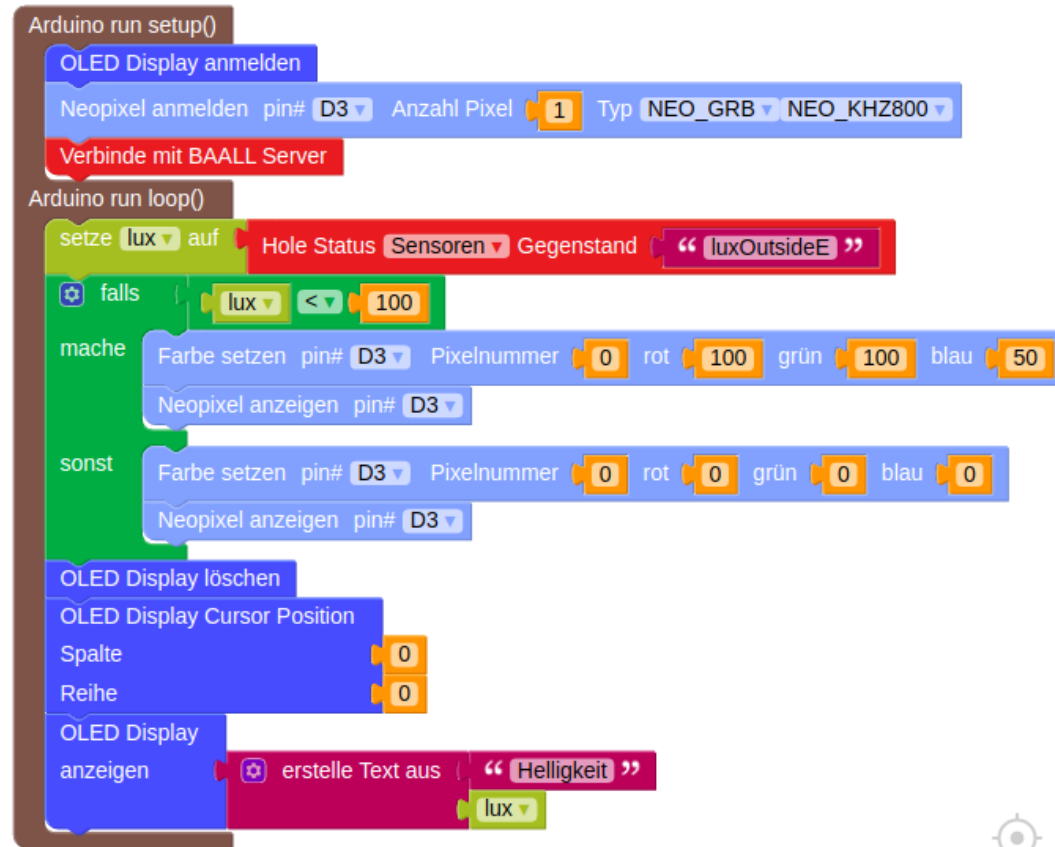 Arduino run setup()
OLED Display anmelden
Neopixel anmelden pin# D3 Anzahl Pixel 1 Typ NEO_GRB NEO_KHZ800
Verbinde mit BAALL Server
Arduino run loop()
setze lux auf Hole Status Sensoren Gegenstand “ luxOutsideE ”
falls lux < 100
mache Farbe setzen pin# D3 Pixelnummer 0 rot 100 grün 100 blau 50
Neopixel anzeigen pin# D3
sonst Farbe setzen pin# D3 Pixelnummer 0 rot 0 grün 0 blau 0
Neopixel anzeigen pin# D3
OLED Display löschen
OLED Display Cursor Position
Spalte 0
Reihe 0
OLED Display
anzeigen erstelle Text aus “ Helligkeit ”
lux